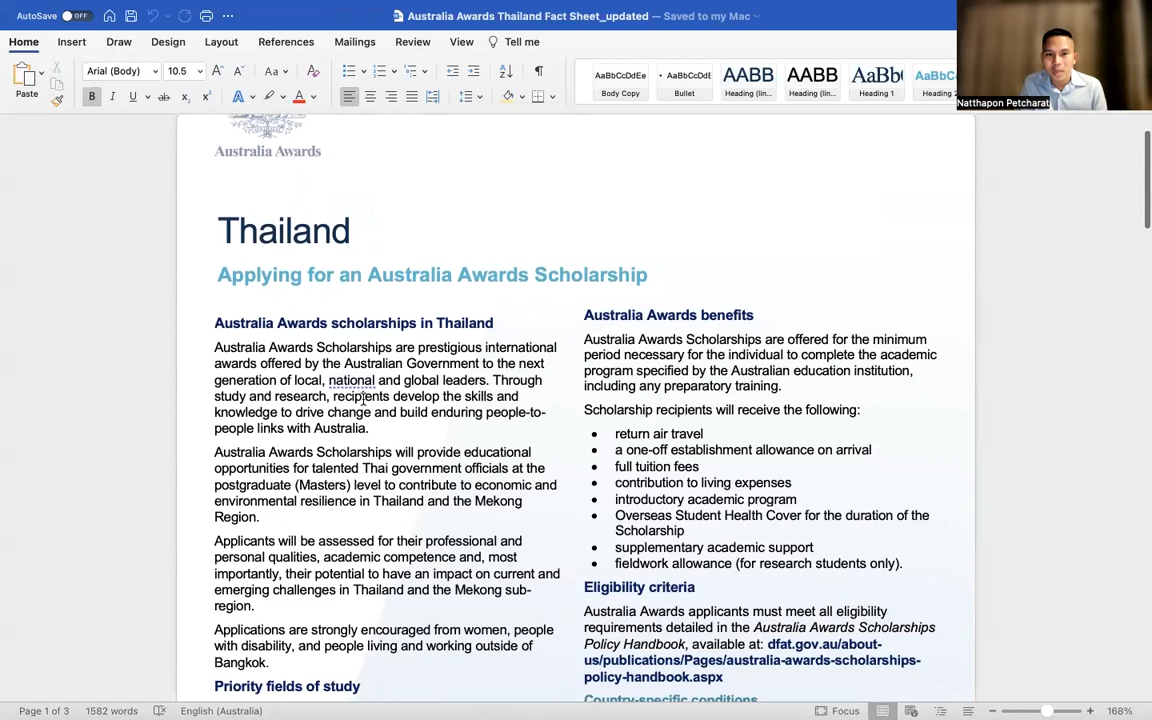 AutoSave OFF
Australia Awards Thailand Fact Sheet_updated — Saved to my Mac
Home Insert Draw Design Layout References Mailings Review View Tell me
Paste
Arial (Body) 10.5
AaBbCcDdEe Body Copy
AaBbCcDdE Bullet
AABB Heading (lin...
AABB Heading (lin...
AaBb( Heading 1
AaBbCc Heading 2
Natthapon Petcharat
Australia Awards
Thailand
Applying for an Australia Awards Scholarship
Australia Awards scholarships in Thailand
Australia Awards Scholarships are prestigious international
awards offered by the Australian Government to the next
generation of local, national and global leaders. Through
study and research, recipients develop the skills and
knowledge to drive change and build enduring people-to-
people links with Australia.
Australia Awards Scholarships will provide educational
opportunities for talented Thai government officials at the
postgraduate (Masters) level to contribute to economic and
environmental resilience in Thailand and the Mekong
Region.
Applicants will be assessed for their professional and
personal qualities, academic competence and, most
importantly, their potential to have an impact on current and
emerging challenges in Thailand and the Mekong sub-
region.
Applications are strongly encouraged from women, people
with disability, and people living and working outside of
Bangkok.
Priority fields of study
Australia Awards benefits
Australia Awards Scholarships are offered for the minimum
period necessary for the individual to complete the academic
program specified by the Australian education institution,
including any preparatory training.
Scholarship recipients will receive the following:
• return air travel
• a one-off establishment allowance on arrival
• full tuition fees
• contribution to living expenses
• introductory academic program
• Overseas Student Health Cover for the duration of the
Scholarship
• supplementary academic support
• fieldwork allowance (for research students only).
Eligibility criteria
Australia Awards applicants must meet all eligibility
requirements detailed in the Australia Awards Scholarships
Policy Handbook, available at: dfat.gov.au/about-
us/publications/Pages/australia-awards-scholarships-
policy-handbook.aspx
Country-specific conditions
Page 1 of 3 1582 words English (Australia) Focus 168%